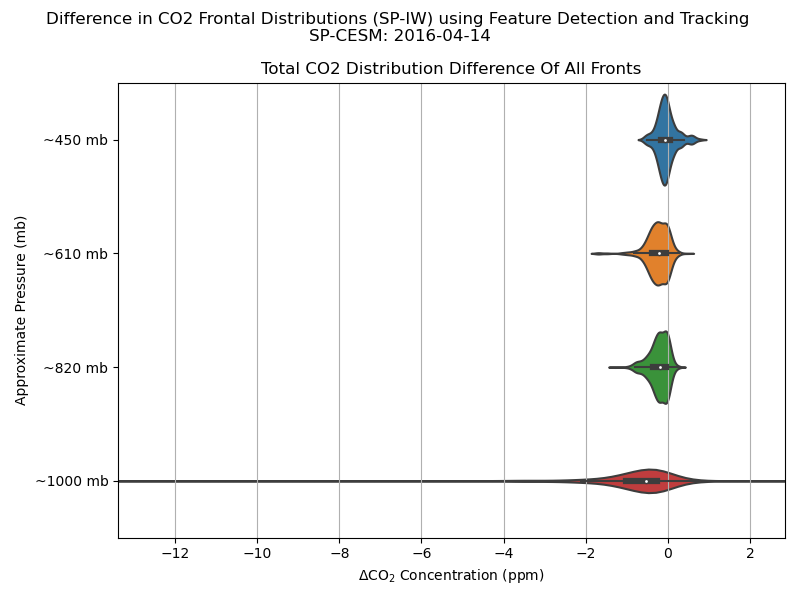 Difference in CO2 Frontal Distributions (SP-IW) using Feature Detection and Tracking
SP-CESM: 2016-04-14
Total CO2 Distribution Difference Of All Fronts
Approximate Pressure (mb)
~450 mb
~610 mb
~820 mb
~1000 mb
−12 −10 −8 −6 −4 −2 0 2
ΔCO₂ Concentration (ppm)